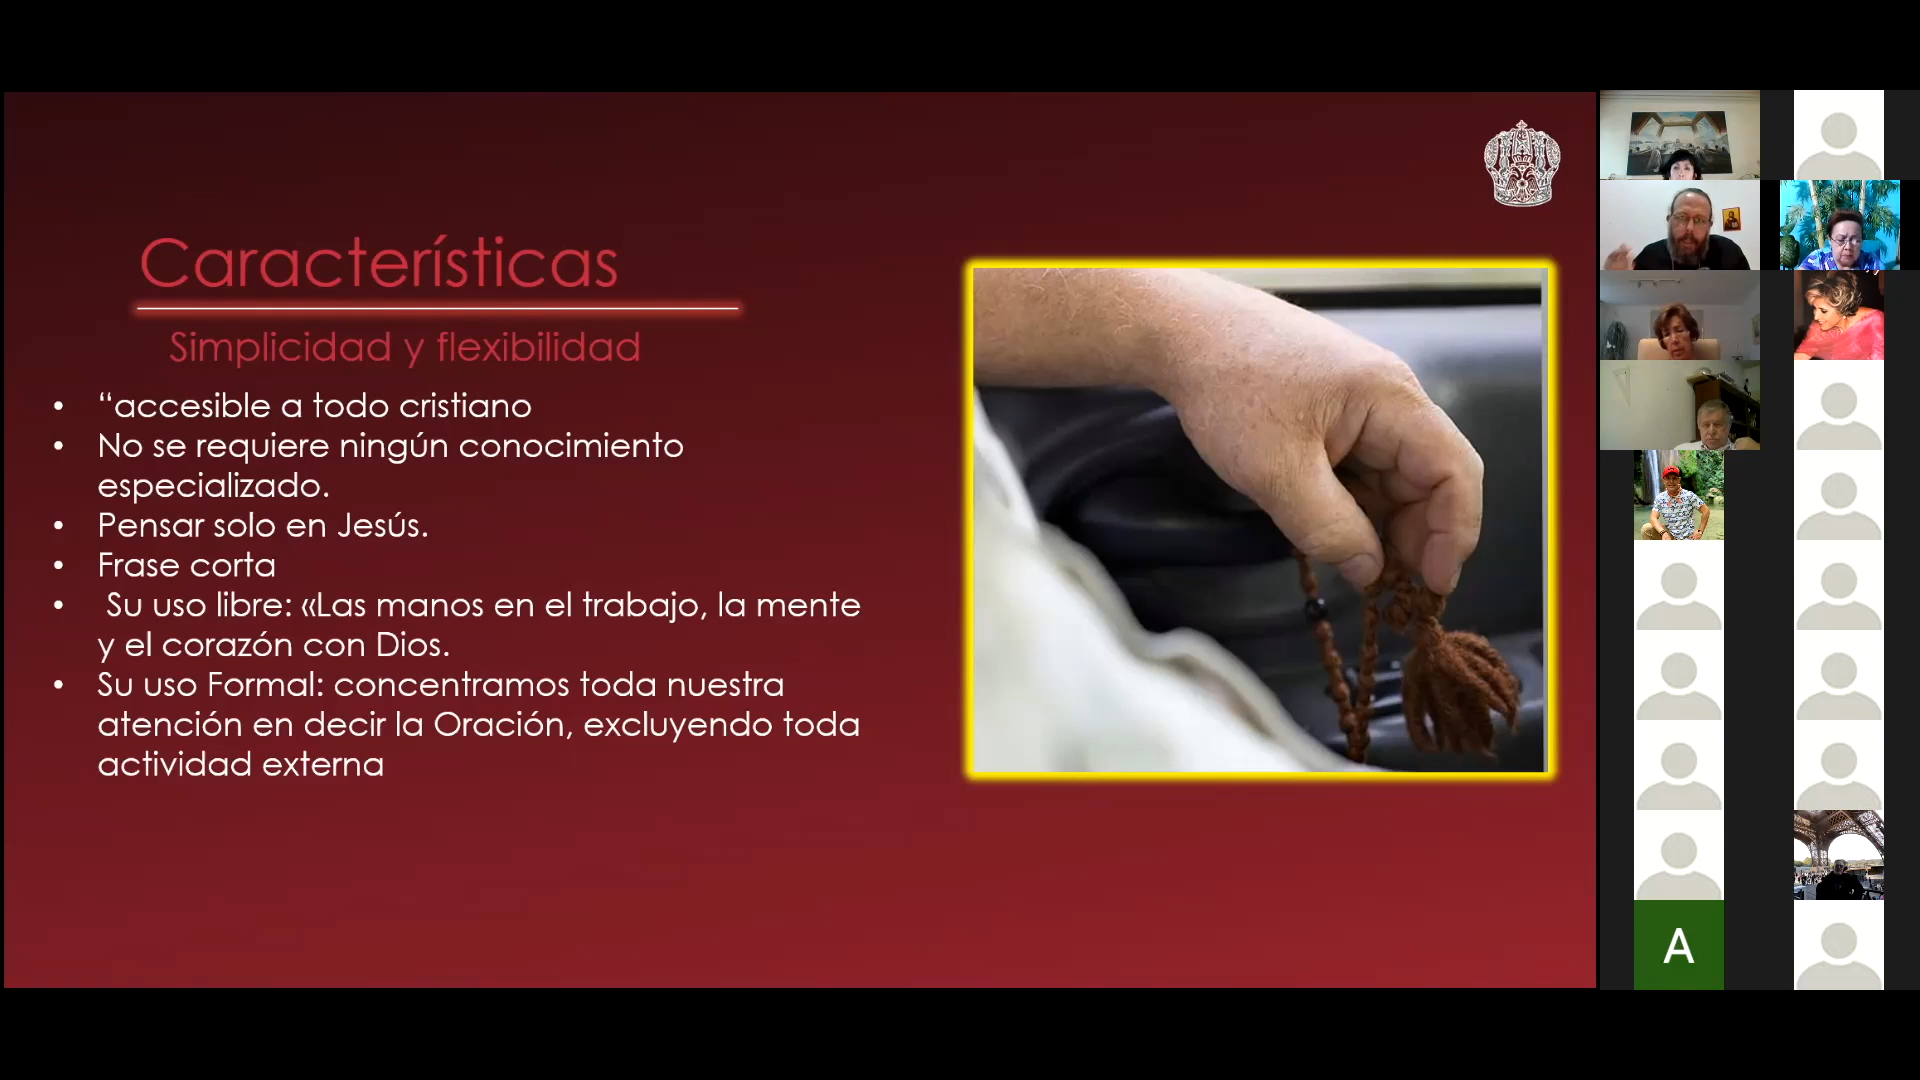 Características
Simplicidad y flexibilidad
• “accesible a todo cristiano
• No se requiere ningún conocimiento
especializado.
• Pensar solo en Jesús.
• Frase corta
• Su uso libre: «Las manos en el trabajo, la mente
y el corazón con Dios.
• Su uso Formal: concentramos toda nuestra
atención en decir la Oración, excluyendo toda
actividad externa
A